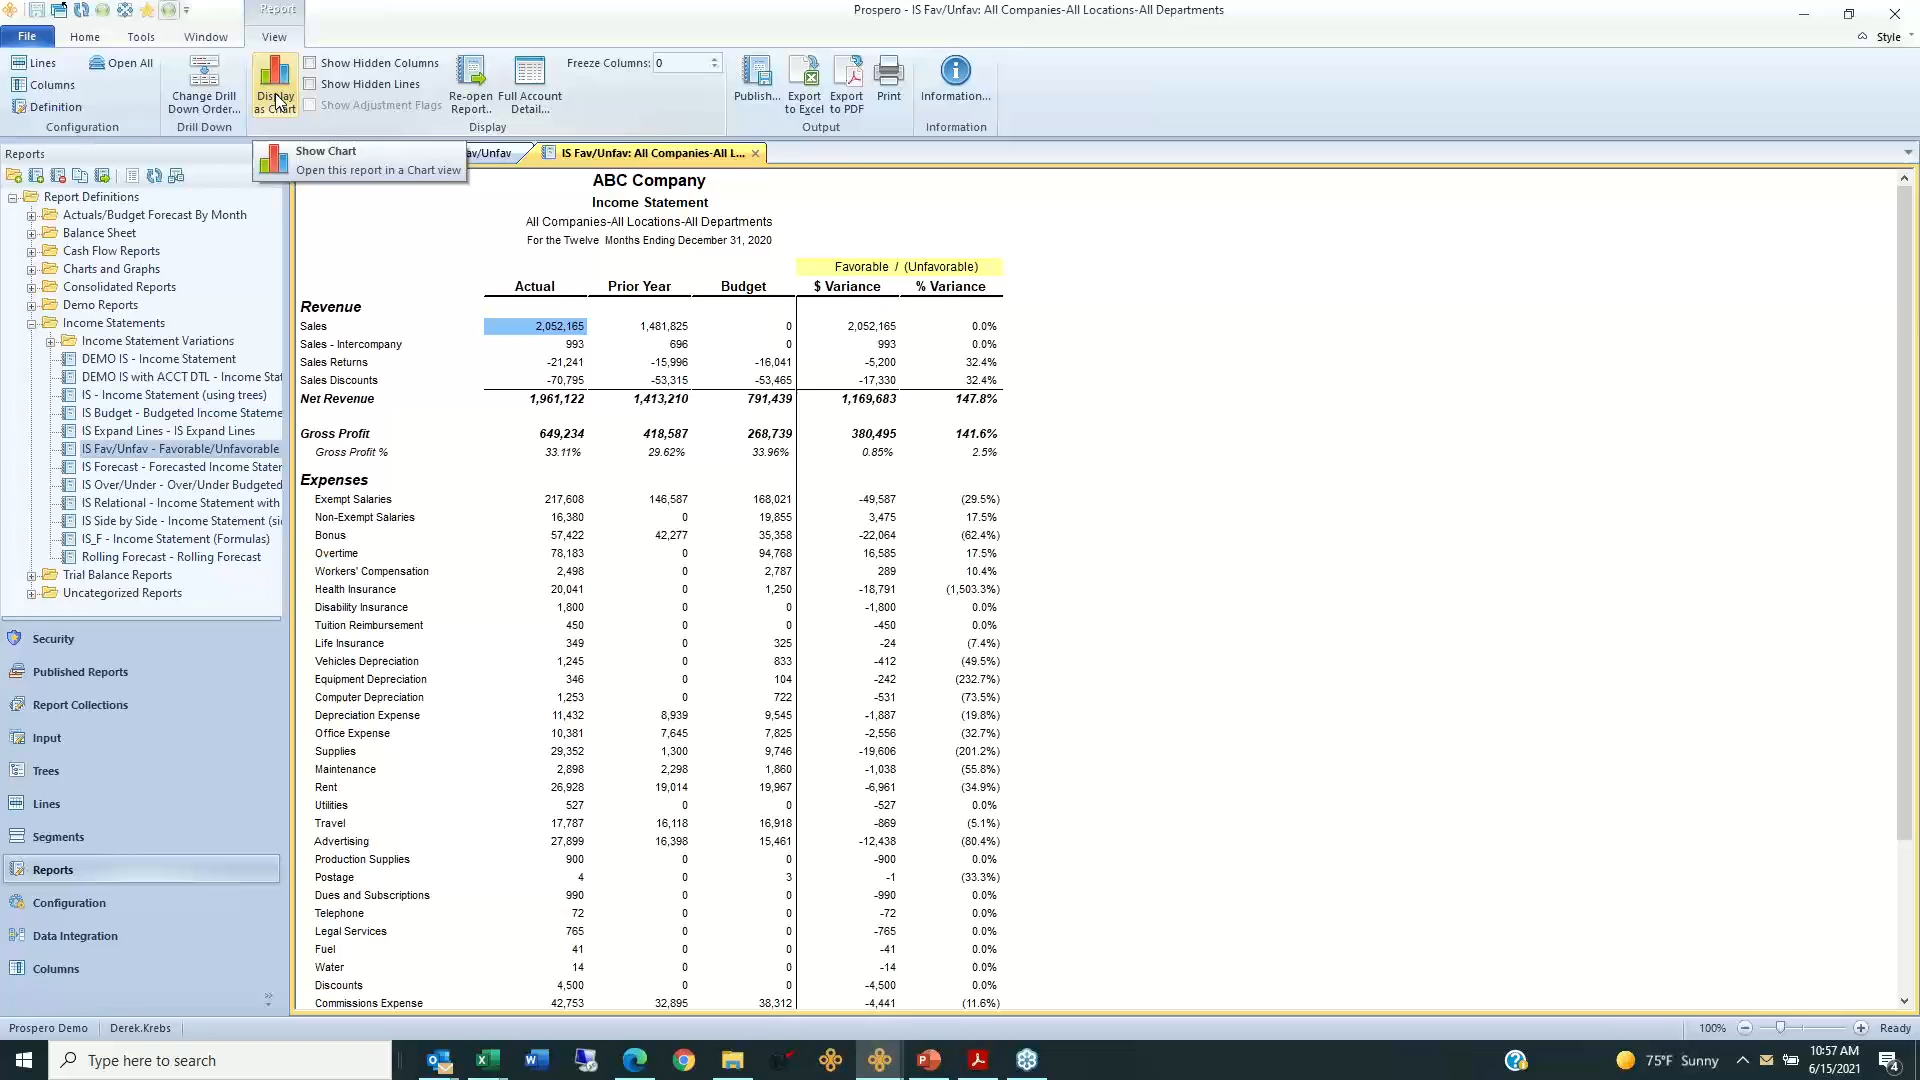 Report
Prospero - IS Fav/Unfav: All Companies-All Locations-All Departments
File
Home
Tools
Window
View
Style
Lines
Open All
Columns
Definition
Configuration
Change Drill
Down Order...
Drill Down
Display
as Chart
Show Hidden Columns
Show Hidden Lines
Show Adjustment Flags
Re-open
Report..
Full Account
Detail...
Freeze Columns:
0
Display
Publish...
Export
to Excel
Export
to PDF
Print
Output
Information...
Information
Show Chart
Open this report in a Chart view
av/Unfav
IS Fav/Unfav: All Companies-All L...
Reports
Report Definitions
Actuals/Budget Forecast By Month
Balance Sheet
Cash Flow Reports
Charts and Graphs
Consolidated Reports
Demo Reports
Income Statements
Income Statement Variations
DEMO IS - Income Statement
DEMO IS with ACCT DTL - Income Stat
IS - Income Statement (using trees)
IS Budget - Budgeted Income Stateme
IS Expand Lines - IS Expand Lines
IS Fav/Unfav - Favorable/Unfavorable
IS Forecast - Forecasted Income Stater
IS Over/Under - Over/Under Budgeted
IS Relational - Income Statement with
IS Side by Side - Income Statement (si
IS_F - Income Statement (Formulas)
Rolling Forecast - Rolling Forecast
Trial Balance Reports
Uncategorized Reports
Security
Published Reports
Report Collections
Input
Trees
Lines
Segments
Reports
Configuration
Data Integration
Columns
ABC Company
Income Statement
All Companies-All Locations-All Departments
For the Twelve Months Ending December 31, 2020
Favorable / (Unfavorable)
Actual Prior Year Budget $ Variance % Variance
Revenue
Sales 2,052,165 1,481,825 0 2,052,165 0.0%
Sales - Intercompany 993 696 0 993 0.0%
Sales Returns -21,241 -15,996 -16,041 -5,200 32.4%
Sales Discounts -70,795 -53,315 -53,465 -17,330 32.4%
Net Revenue 1,961,122 1,413,210 791,439 1,169,683 147.8%
Gross Profit 649,234 418,587 268,739 380,495 141.6%
Gross Profit % 33.11% 29.62% 33.96% 0.85% 2.5%
Expenses
Exempt Salaries 217,608 146,587 168,021 -49,587 (29.5%)
Non-Exempt Salaries 16,380 0 19,855 3,475 17.5%
Bonus 57,422 42,277 35,358 -22,064 (62.4%)
Overtime 78,183 0 94,768 16,585 17.5%
Workers' Compensation 2,498 0 2,787 289 10.4%
Health Insurance 20,041 0 1,250 -18,791 (1,503.3%)
Disability Insurance 1,800 0 0 -1,800 0.0%
Tuition Reimbursement 450 0 0 -450 0.0%
Life Insurance 349 0 325 -24 (7.4%)
Vehicles Depreciation 1,245 0 833 -412 (49.5%)
Equipment Depreciation 346 0 104 -242 (232.7%)
Computer Depreciation 1,253 0 722 -531 (73.5%)
Depreciation Expense 11,432 8,939 9,545 -1,887 (19.8%)
Office Expense 10,381 7,645 7,825 -2,556 (32.7%)
Supplies 29,352 1,300 9,746 -19,606 (201.2%)
Maintenance 2,898 2,298 1,860 -1,038 (55.8%)
Rent 26,928 19,014 19,967 -6,961 (34.9%)
Utilities 527 0 0 -527 0.0%
Travel 17,787 16,118 16,918 -869 (5.1%)
Advertising 27,899 16,398 15,461 -12,438 (80.4%)
Production Supplies 900 0 0 -900 0.0%
Postage 4 0 3 -1 (33.3%)
Dues and Subscriptions 990 0 0 -990 0.0%
Telephone 72 0 0 -72 0.0%
Legal Services 765 0 0 -765 0.0%
Fuel 41 0 0 -41 0.0%
Water 14 0 0 -14 0.0%
Discounts 4,500 0 0 -4,500 0.0%
Commissions Expense 42,753 32,895 38,312 -4,441 (11.6%)
Prospero Demo
Derek.Krebs
100%
Ready
Type here to search
75°F Sunny
10:57 AM
6/15/2021
4